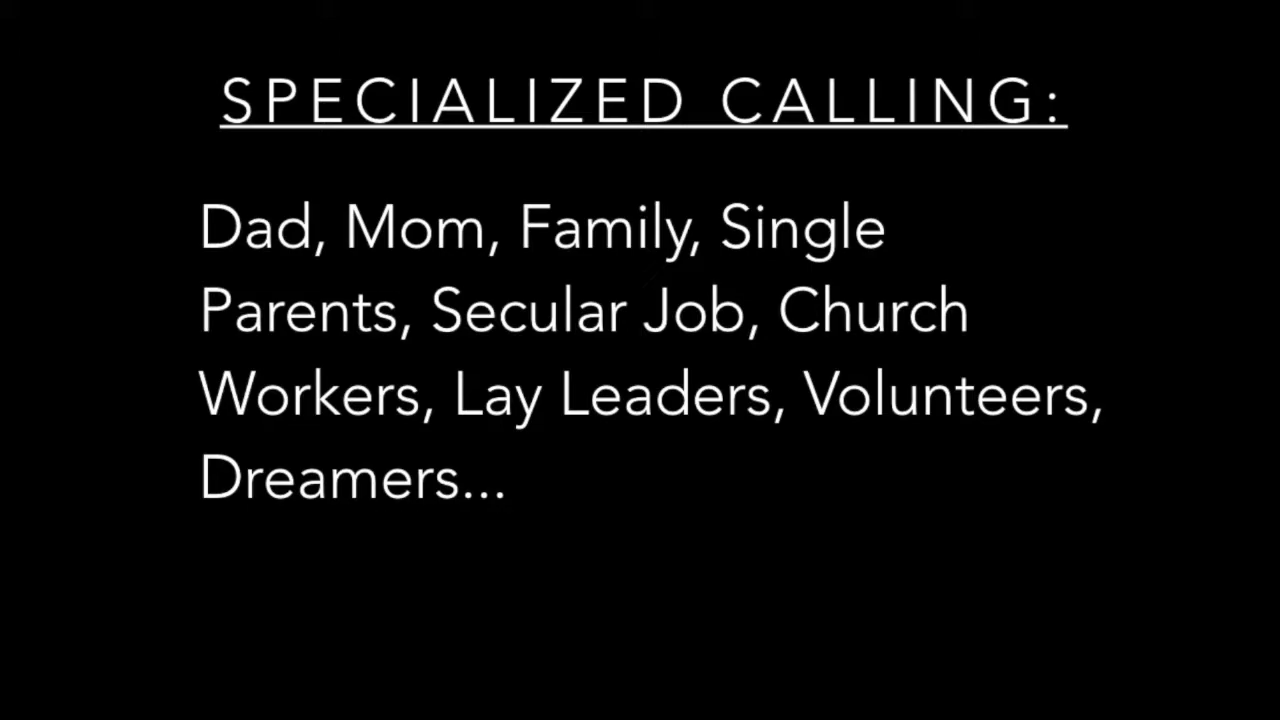 SPECIALIZED CALLING:
Dad, Mom, Family, Single
Parents, Secular Job, Church
Workers, Lay Leaders, Volunteers,
Dreamers...